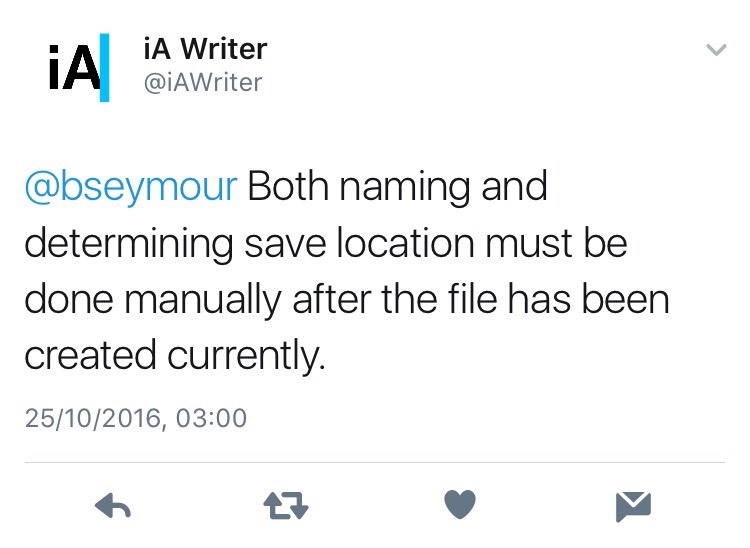 iA
iA Writer
@iAWriter
@bseymour Both naming and
determining save location must be
done manually after the file has been
created currently.
25/10/2016, 03:00